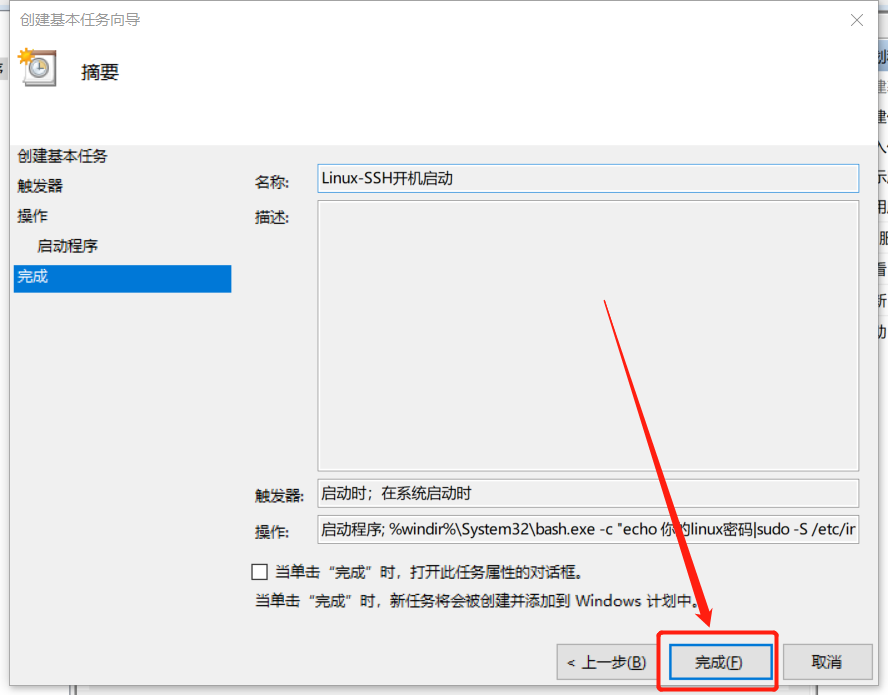 创建基本任务向导
摘要
创建基本任务
触发器
操作
启动程序
完成
名称:
Linux-SSH开机启动
描述:
触发器:
启动时；在系统启动时
操作:
启动程序; %windir%\System32\bash.exe -c "echo 你的linux密码|sudo -S /etc/ir
当单击“完成”时，打开此任务属性的对话框。
当单击“完成”时，新任务将会被创建并添加到 Windows 计划中。
< 上一步(B)
完成(F)
取消